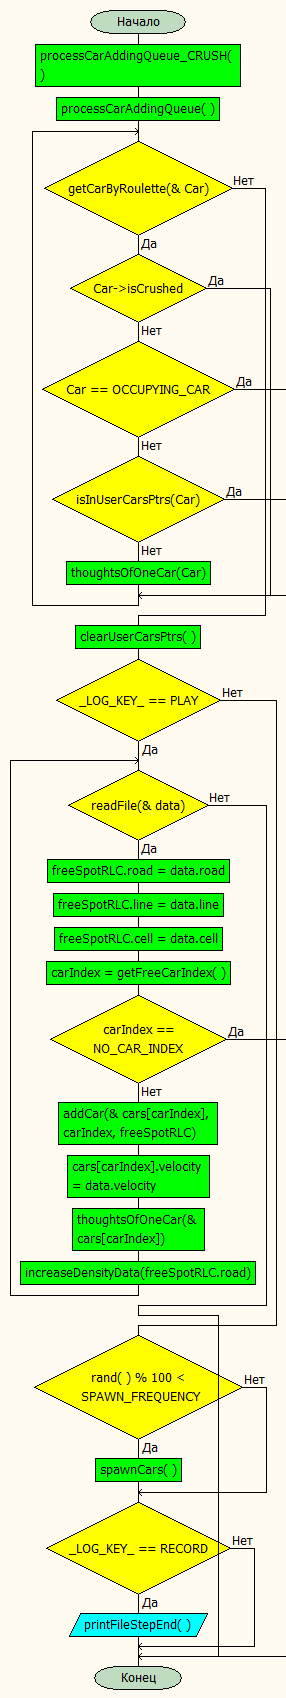 Начало
processCarAddingQueue_CRUSH(
)
processCarAddingQueue( )
getCarByRoulette(& Car)
Нет
Да
Car->isCrushed
Да
Нет
Car == OCCUPYING_CAR
Да
Нет
isInUserCarsPtrs(Car)
Да
Нет
thoughtsOfOneCar(Car)
clearUserCarsPtrs( )
_LOG_KEY_ == PLAY
Нет
Да
readFile(& data)
Нет
Да
freeSpotRLC.road = data.road
freeSpotRLC.line = data.line
freeSpotRLC.cell = data.cell
carIndex = getFreeCarIndex( )
carIndex ==
NO_CAR_INDEX
Да
Нет
addCar(& cars[carIndex],
carIndex, freeSpotRLC)
cars[carIndex].velocity
= data.velocity
thoughtsOfOneCar(&
cars[carIndex])
increaseDensityData(freeSpotRLC.road)
rand( ) % 100 <
SPAWN_FREQUENCY
Нет
Да
spawnCars( )
_LOG_KEY_ == RECORD
Нет
Да
printFileStepEnd( )
Конец